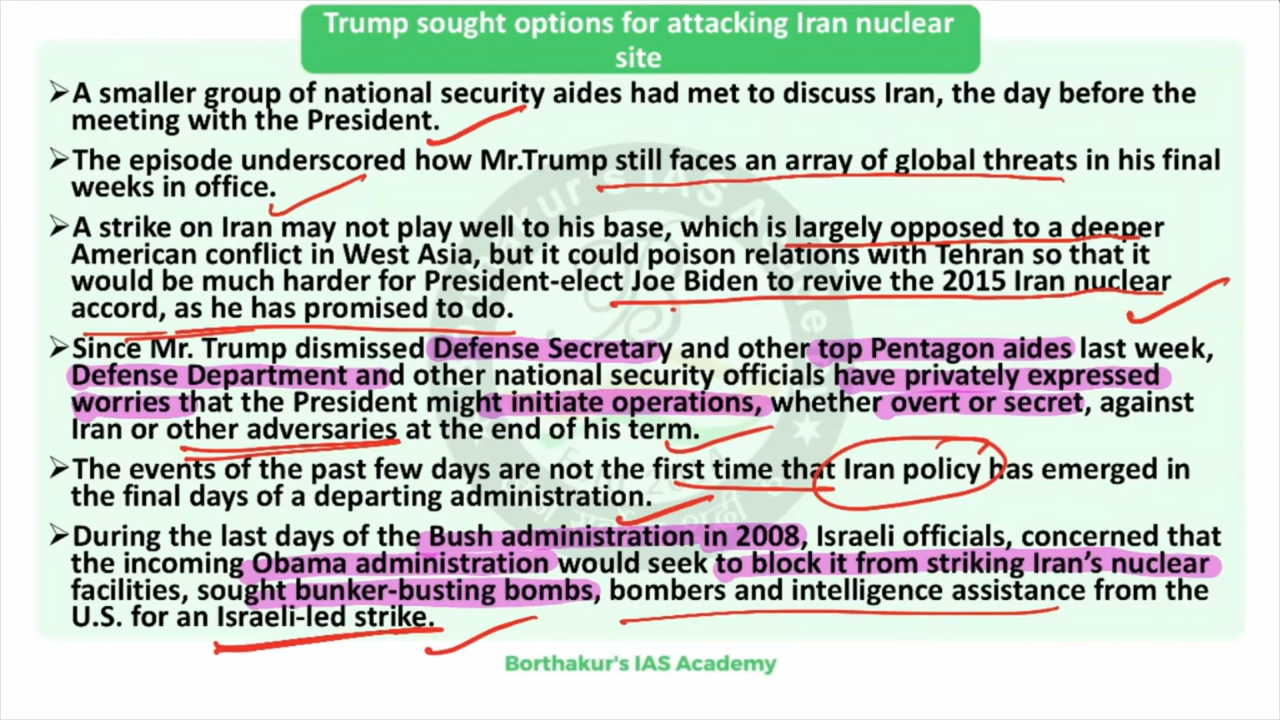 Trump sought options for attacking Iran nuclear
site
➢A smaller group of national security aides had met to discuss Iran, the day before the
meeting with the President.
➢The episode underscored how Mr.Trump still faces an array of global threats in his final
weeks in office.
➢A strike on Iran may not play well to his base, which is largely opposed to a deeper
American conflict in West Asia, but it could poison relations with Tehran so that it
would be much harder for President-elect Joe Biden to revive the 2015 Iran nuclear
accord, as he has promised to do.
➢Since Mr. Trump dismissed Defense Secretary and other top Pentagon aides last week,
Defense Department and other national security officials have privately expressed
worries that the President might initiate operations, whether overt or secret, against
Iran or other adversaries at the end of his term.
➢The events of the past few days are not the first time that Iran policy has emerged in
the final days of a departing administration.
➢During the last days of the Bush administration in 2008, Israeli officials, concerned that
the incoming Obama administration would seek to block it from striking Iran's nuclear
facilities, sought bunker-busting bombs, bombers and intelligence assistance from the
U.S. for an Israeli-led strike.
Borthakur's IAS Academy